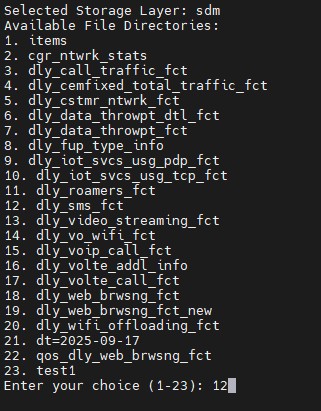 Selected Storage Layer: sdm
Available File Directories:
1. items
2. cgr_ntwrk_stats
3. dly_call_traffic_fct
4. dly_cemfixed_total_traffic_fct
5. dly_cstmr_ntwrk_fct
6. dly_data_throwpt_dtl_fct
7. dly_data_throwpt_fct
8. dly_fup_type_info
9. dly_iot_svcs_usg_pdp_fct
10. dly_iot_svcs_usg_tcp_fct
11. dly_roamers_fct
12. dly_sms_fct
13. dly_video_streaming_fct
14. dly_vo_wifi_fct
15. dly_voip_call_fct
16. dly_volte_addl_info
17. dly_volte_call_fct
18. dly_web_brwsng_fct
19. dly_web_brwsng_fct_new
20. dly_wifi_offloading_fct
21. dt=2025-09-17
22. qos_dly_web_brwsng_fct
23. test1
Enter your choice (1-23): 12